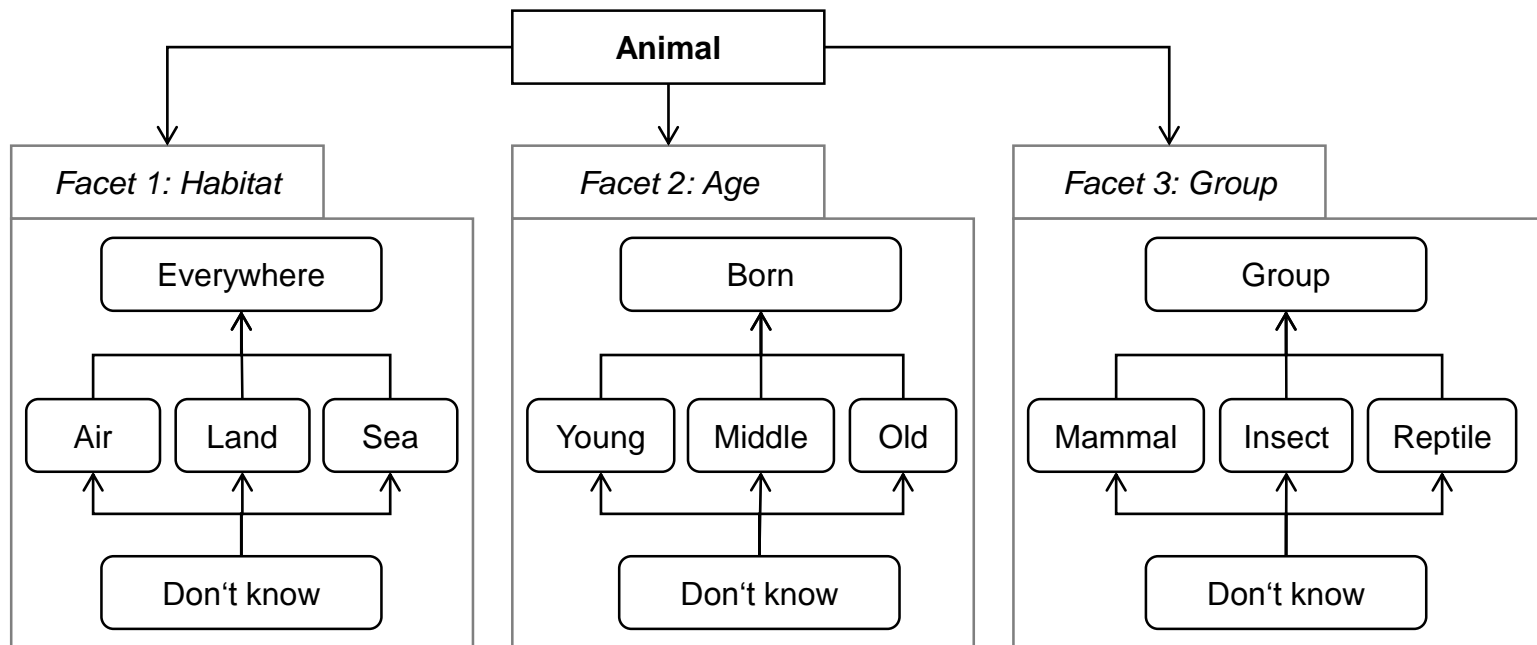 Animal
Facet 1: Habitat
Everywhere
Air
Land
Sea
Don‘t know
Facet 2: Age
Born
Young
Middle
Old
Don‘t know
Facet 3: Group
Group
Mammal
Insect
Reptile
Don‘t know